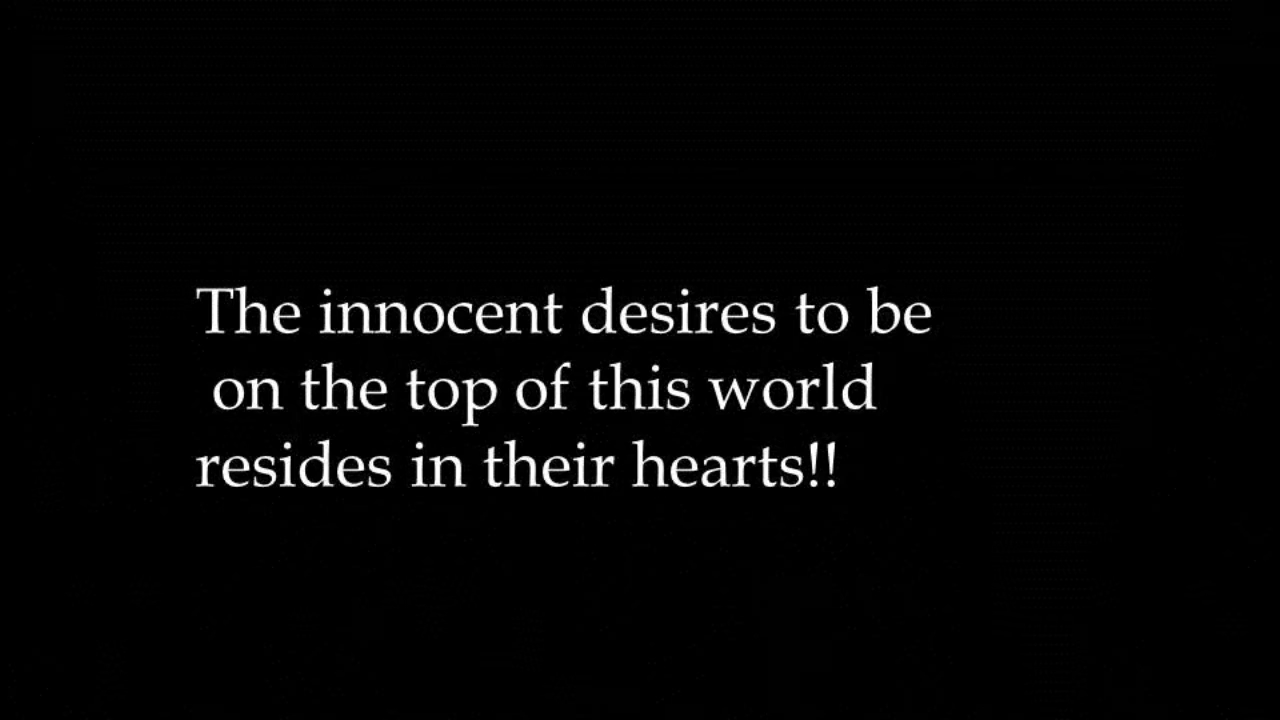 The innocent desires to be
on the top of this world
resides in their hearts!!